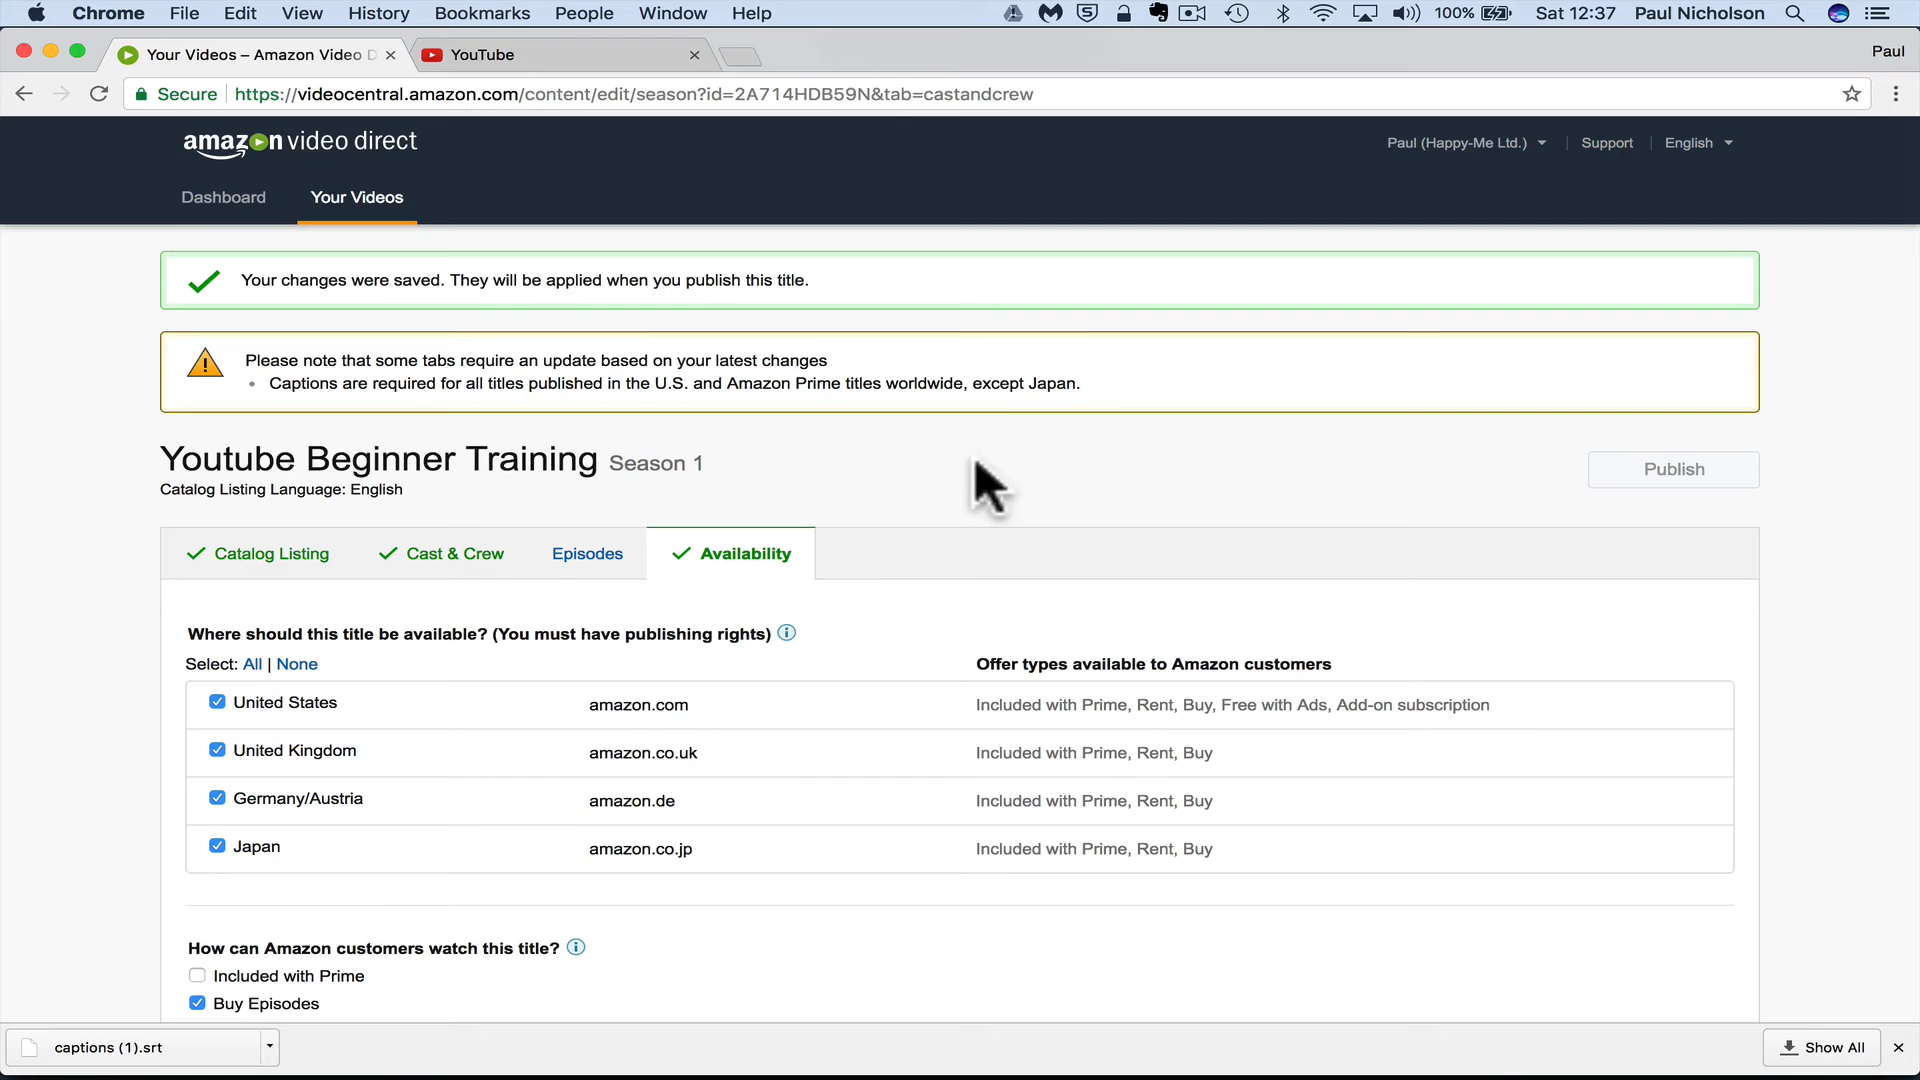 Chrome File Edit View History Bookmarks People Window Help 100% Sat 12:37 Paul Nicholson
Your Videos – Amazon Video D YouTube Paul
Secure https://videocentral.amazon.com/content/edit/season?id=2A714HDB59N&tab=castandcrew
amazon video direct
Paul (Happy-Me Ltd.) Support English
Dashboard Your Videos
Your changes were saved. They will be applied when you publish this title.
Please note that some tabs require an update based on your latest changes
• Captions are required for all titles published in the U.S. and Amazon Prime titles worldwide, except Japan.
Youtube Beginner Training Season 1
Catalog Listing Language: English
Publish
Catalog Listing Cast & Crew Episodes Availability
Where should this title be available? (You must have publishing rights)
Select: All | None Offer types available to Amazon customers
United States amazon.com Included with Prime, Rent, Buy, Free with Ads, Add-on subscription
United Kingdom amazon.co.uk Included with Prime, Rent, Buy
Germany/Austria amazon.de Included with Prime, Rent, Buy
Japan amazon.co.jp Included with Prime, Rent, Buy
How can Amazon customers watch this title?
Included with Prime
Buy Episodes
captions (1).srt Show All